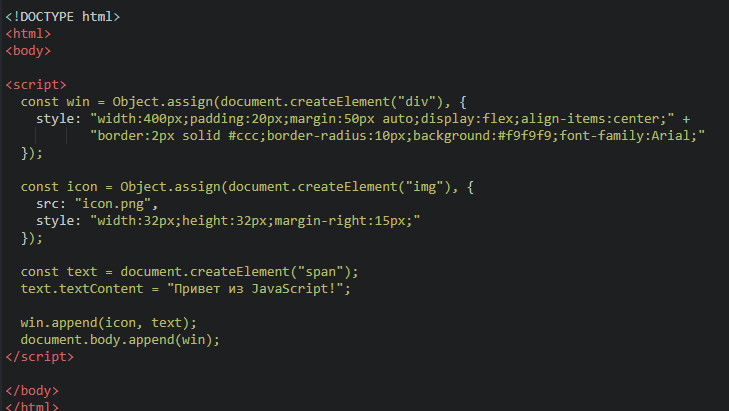 <!DOCTYPE html>
<html>
<body>
<script>
const win = Object.assign(document.createElement("div"), {
style: "width:400px;padding:20px;margin:50px auto;display:flex;align-items:center;" +
"border:2px solid #ccc;border-radius:10px;background:#f9f9f9;font-family:Arial;"
});
const icon = Object.assign(document.createElement("img"), {
src: "icon.png",
style: "width:32px;height:32px;margin-right:15px;"
});
const text = document.createElement("span");
text.textContent = "Привет из JavaScript!";
win.append(icon, text);
document.body.append(win);
</script>
</body>
</html>